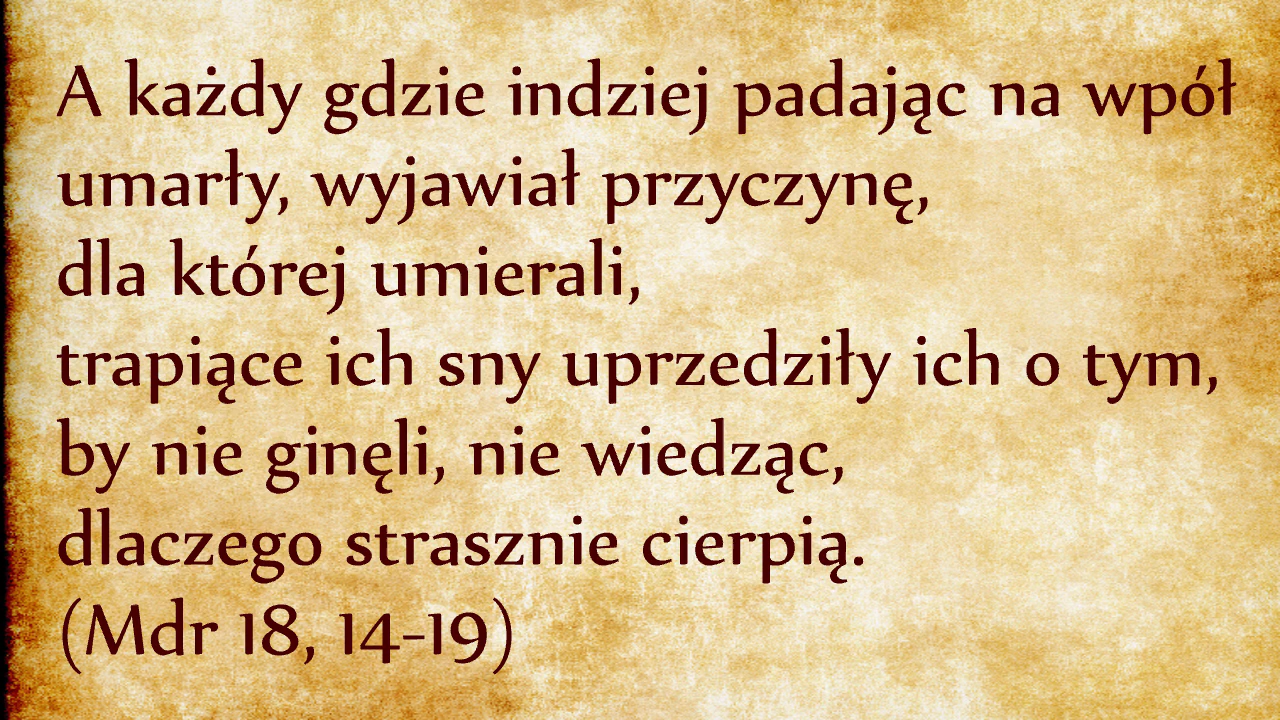 A każdy gdzie indziej padając na wpół
umarły, wyjawiał przyczynę,
dla której umierali,
trapiące ich sny uprzedziły ich o tym,
by nie ginęli, nie wiedząc,
dlaczego strasznie cierpią.
(Mdr 18, 14-19)